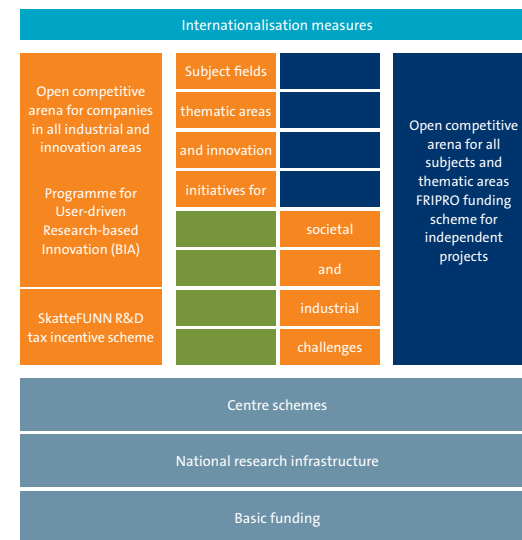 Internationalisation measures
Open competitive
arena for companies
in all industrial and
innovation areas
Programme for
User-driven
Research-based
Innovation (BIA)
SkatteFUNN R&D
tax incentive scheme
Subject fields
thematic areas
and innovation
initiatives for
societal
and
industrial
challenges
Open competitive
arena for all
subjects and
thematic areas
FRIPRO funding
scheme for
independent
projects
Centre schemes
National research infrastructure
Basic funding